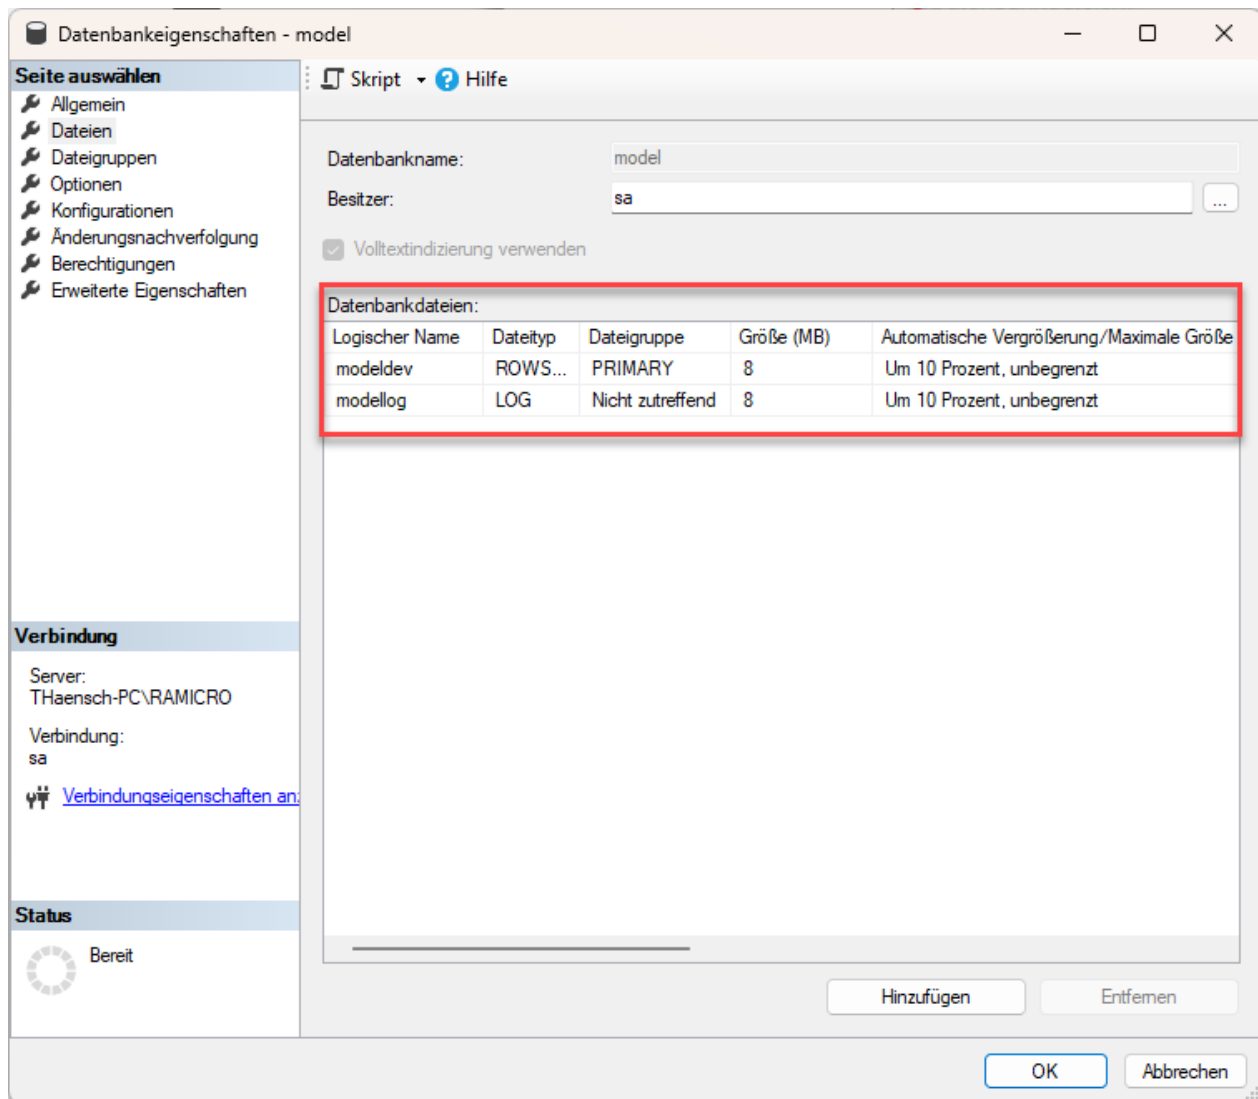 Datenbankeigenschaften - model
Seite auswählen
Allgemein
Dateien
Dateigruppen
Optionen
Konfigurationen
Änderungsnachverfolgung
Berechtigungen
Erweiterte Eigenschaften
Skript Hilfe
Datenbankname: model
Besitzer: sa ...
Volltextindizierung verwenden
Datenbankdateien:
Logischer Name Dateityp Dateigruppe Größe (MB) Automatische Vergrößerung/Maximale Größe
modeldev ROWS... PRIMARY 8 Um 10 Prozent, unbegrenzt
modellog LOG Nicht zutreffend 8 Um 10 Prozent, unbegrenzt
Verbindung
Server:
THaensch-PC\RAMICRO
Verbindung:
sa
Verbindungseigenschaften an
Status
Bereit
Hinzufügen Entfernen
OK Abbrechen